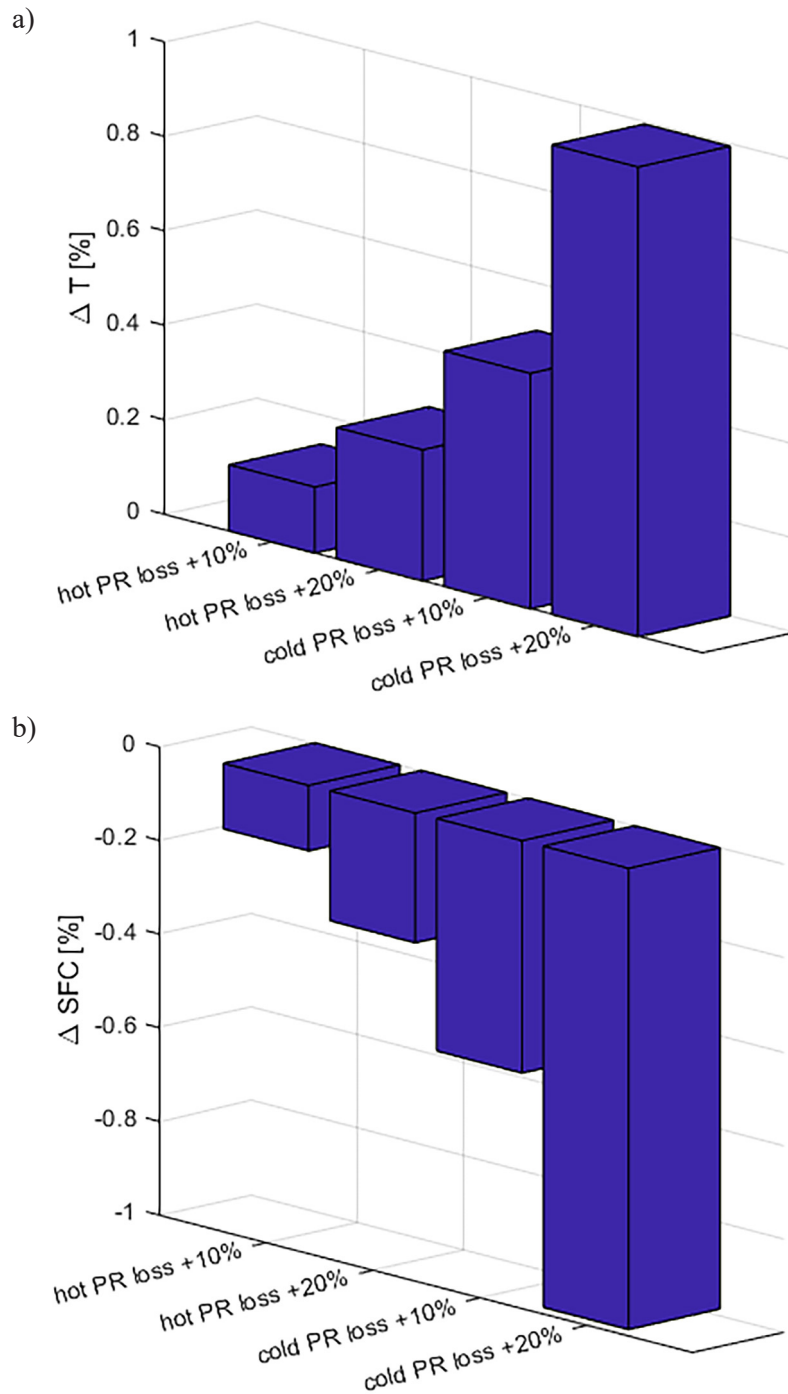 a)
1
0.8
0.6
0.4
0.2
0
Δ T [%]
hot PR loss +10%
hot PR loss +20%
cold PR loss +10%
cold PR loss +20%
b)
0
-0.2
-0.4
-0.6
-0.8
-1
Δ SFC [%]
hot PR loss +10%
hot PR loss +20%
cold PR loss +10%
cold PR loss +20%